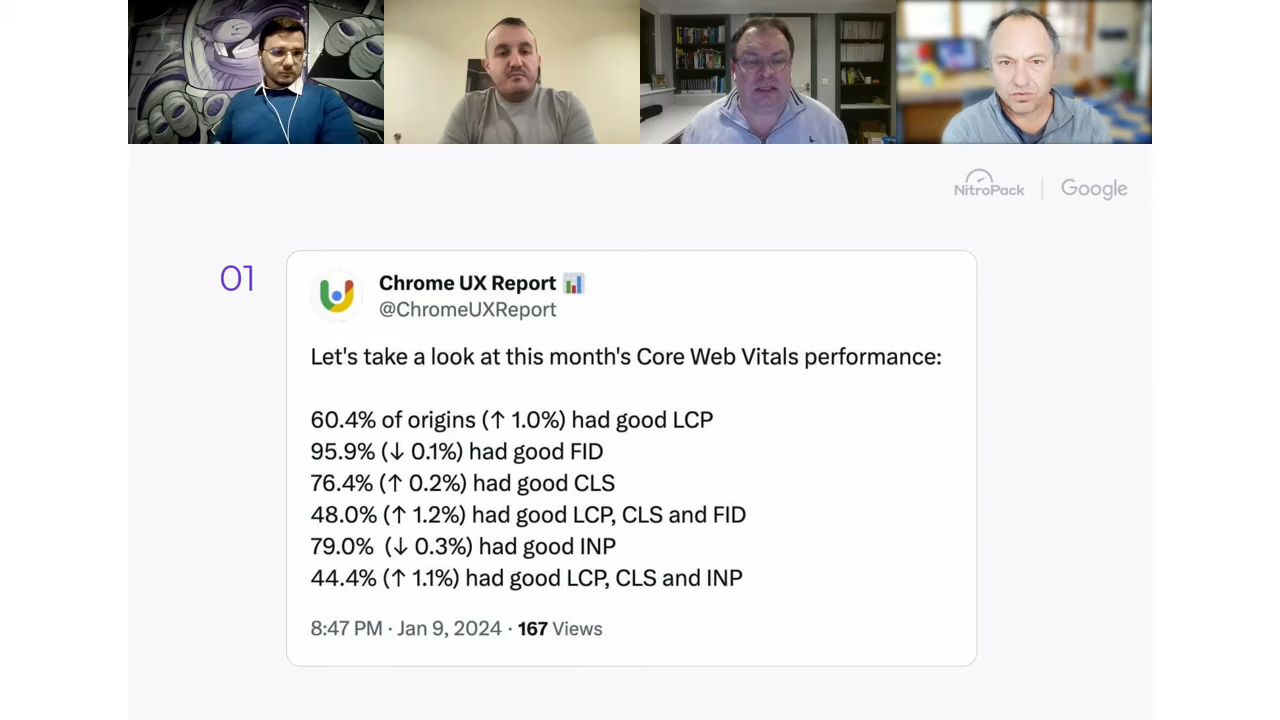 NitroPack | Google
01
Chrome UX Report 📊
@ChromeUXReport
Let's take a look at this month's Core Web Vitals performance:
60.4% of origins (↑ 1.0%) had good LCP
95.9% (↓ 0.1%) had good FID
76.4% (↑ 0.2%) had good CLS
48.0% (↑ 1.2%) had good LCP, CLS and FID
79.0% (↓ 0.3%) had good INP
44.4% (↑ 1.1%) had good LCP, CLS and INP
8:47 PM · Jan 9, 2024 · 167 Views